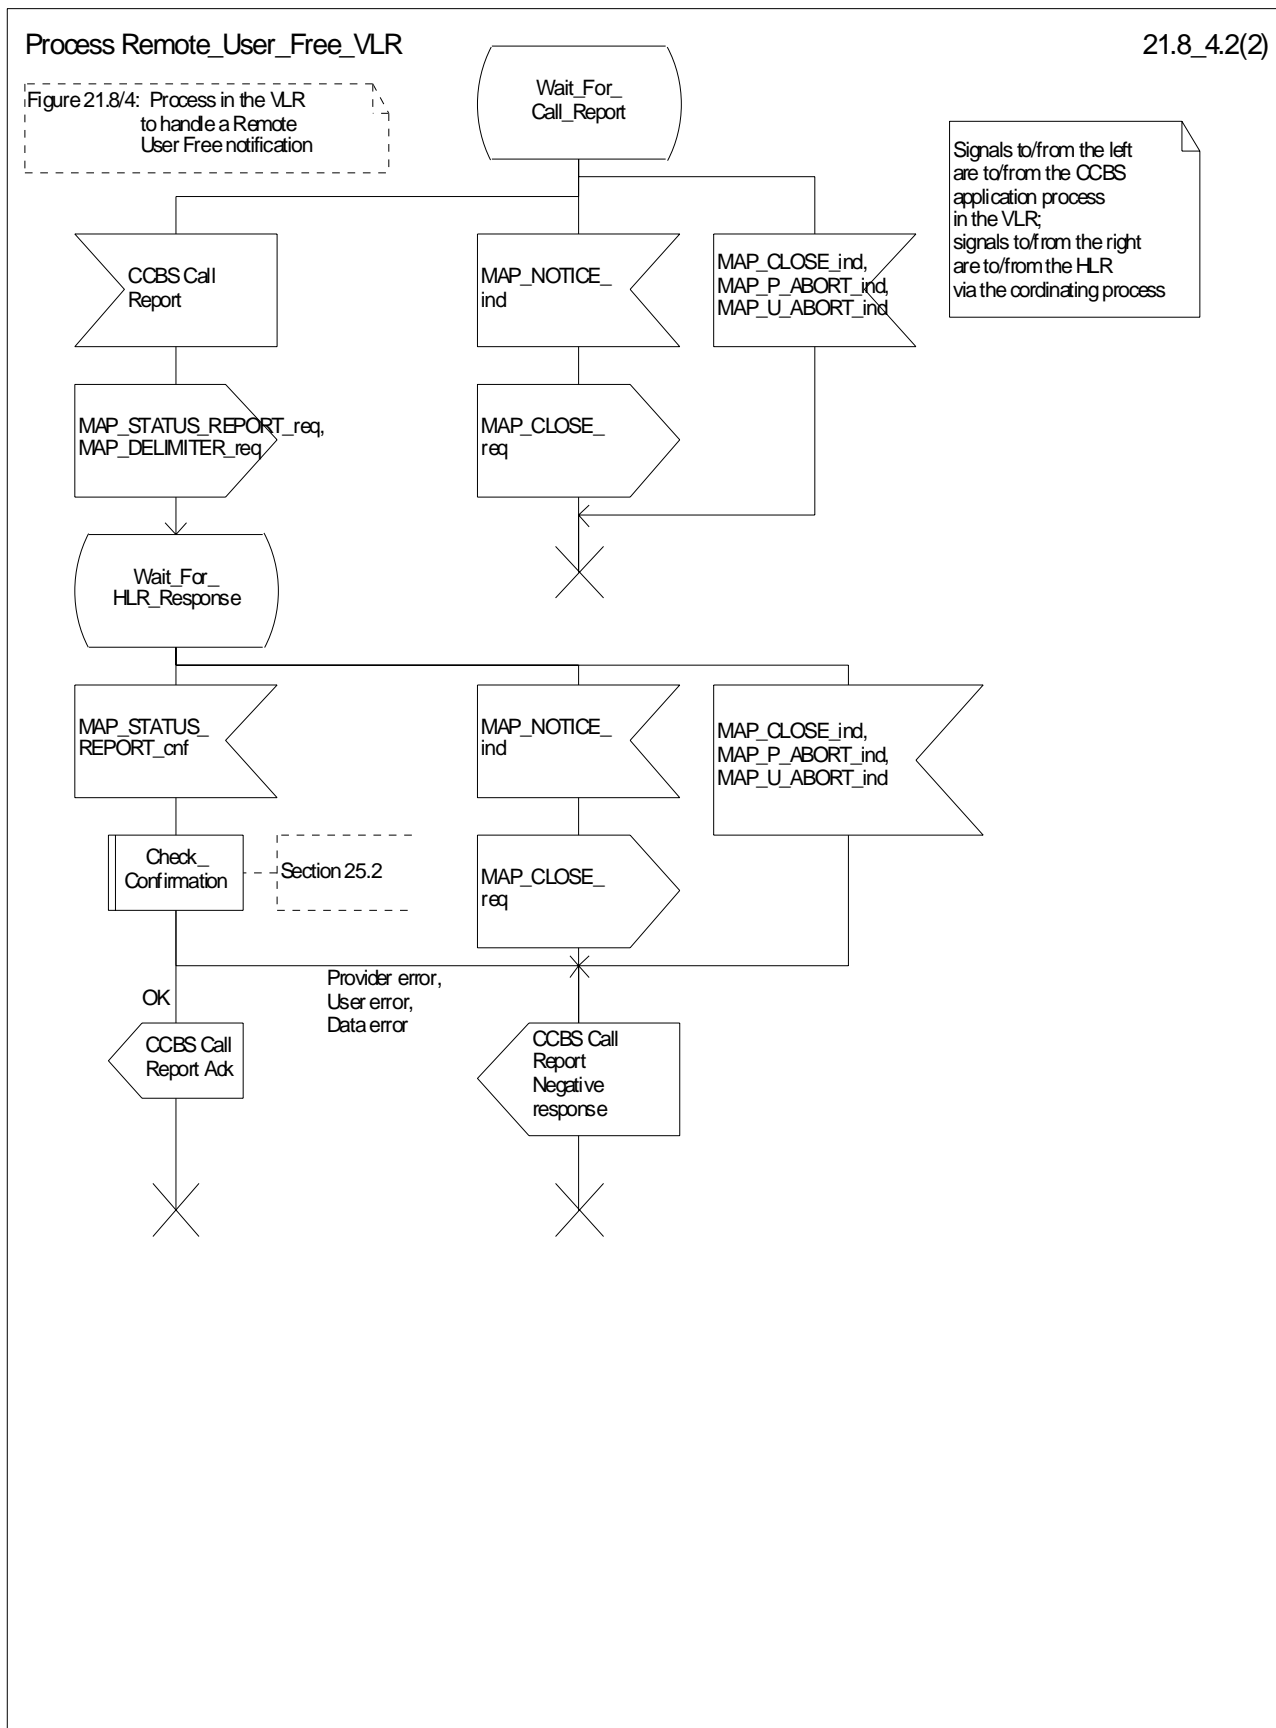 Process Remote_User_Free_VLR
21.8_4.2(2)
Figure 21.8/4: Process in the VLR
to handle a Remote
User Free notification
Wait_For_
Call_Report
Signals to/from the left
are to/from the CCBS
application process
in the VLR;
signals to/from the right
are to/from the HLR
via the cordinating process
CCBS Call
Report
MAP_NOTICE_
ind
MAP_CLOSE_ind,
MAP_P_ABORT_ind,
MAP_U_ABORT_ind
MAP_STATUS_REPORT_req,
MAP_DELIMITER_req
MAP_CLOSE_
req
Wait_For_
HLR_Response
MAP_STATUS_
REPORT_cnf
MAP_NOTICE_
ind
MAP_CLOSE_ind,
MAP_P_ABORT_ind,
MAP_U_ABORT_ind
Check_
Confirmation
Section 25.2
MAP_CLOSE_
req
Provider error,
User error,
Data error
OK
CCBS Call
Report Ack
CCBS Call
Report
Negative
response